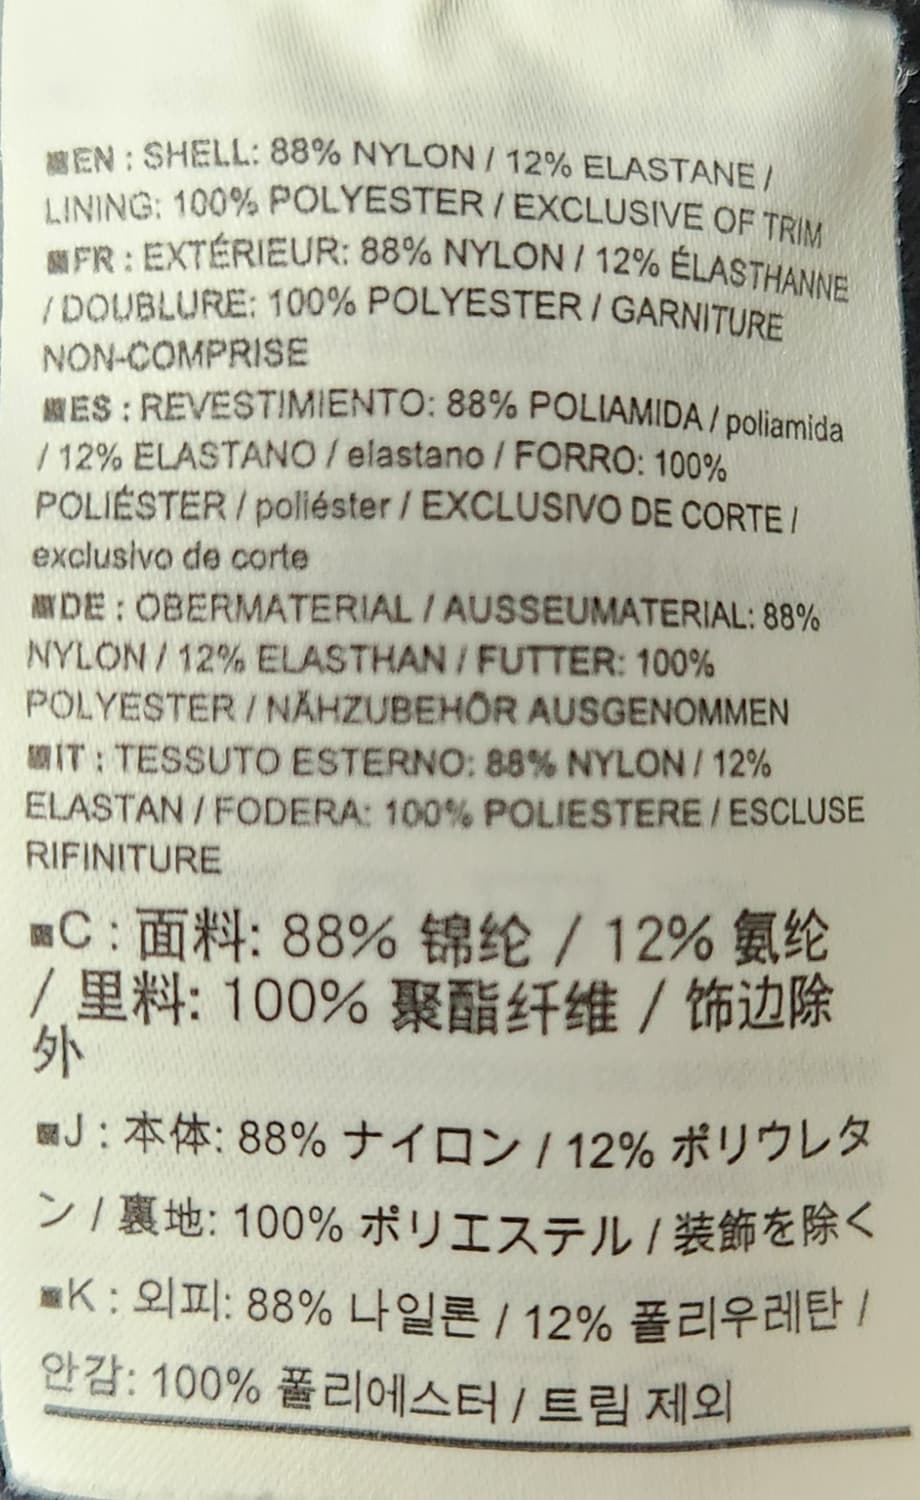 ■EN : SHELL: 88% NYLON / 12% ELASTANE /
LINING: 100% POLYESTER / EXCLUSIVE OF TRIM
■FR : EXTÉRIEUR: 88% NYLON / 12% ÉLASTHANNE
/ DOUBLURE: 100% POLYESTER / GARNITURE
NON-COMPRISE
■ES : REVESTIMIENTO: 88% POLIAMIDA / poliamida
/ 12% ELASTANO / elastano / FORRO: 100%
POLIÉSTER / poliéster / EXCLUSIVO DE CORTE /
exclusivo de corte
■DE : OBERMATERIAL / AUSSEUMATERIAL: 88%
NYLON / 12% ELASTHAN / FUTTER: 100%
POLYESTER / NÄHZUBEHÖR AUSGENOMMEN
■IT : TESSUTO ESTERNO: 88% NYLON / 12%
ELASTAN / FODERA: 100% POLIESTERE / ESCLUSE
RIFINITURE
■C : 面料: 88% 锦纶 / 12% 氨纶
/ 里料: 100% 聚酯纤维 / 饰边除
外
■J : 本体: 88% ナイロン / 12% ポリウレタ
ン / 裏地: 100% ポリエステル / 装飾を除く
■K : 외피: 88% 나일론 / 12% 폴리우레탄 /
안감: 100% 폴리에스터 / 트림 제외